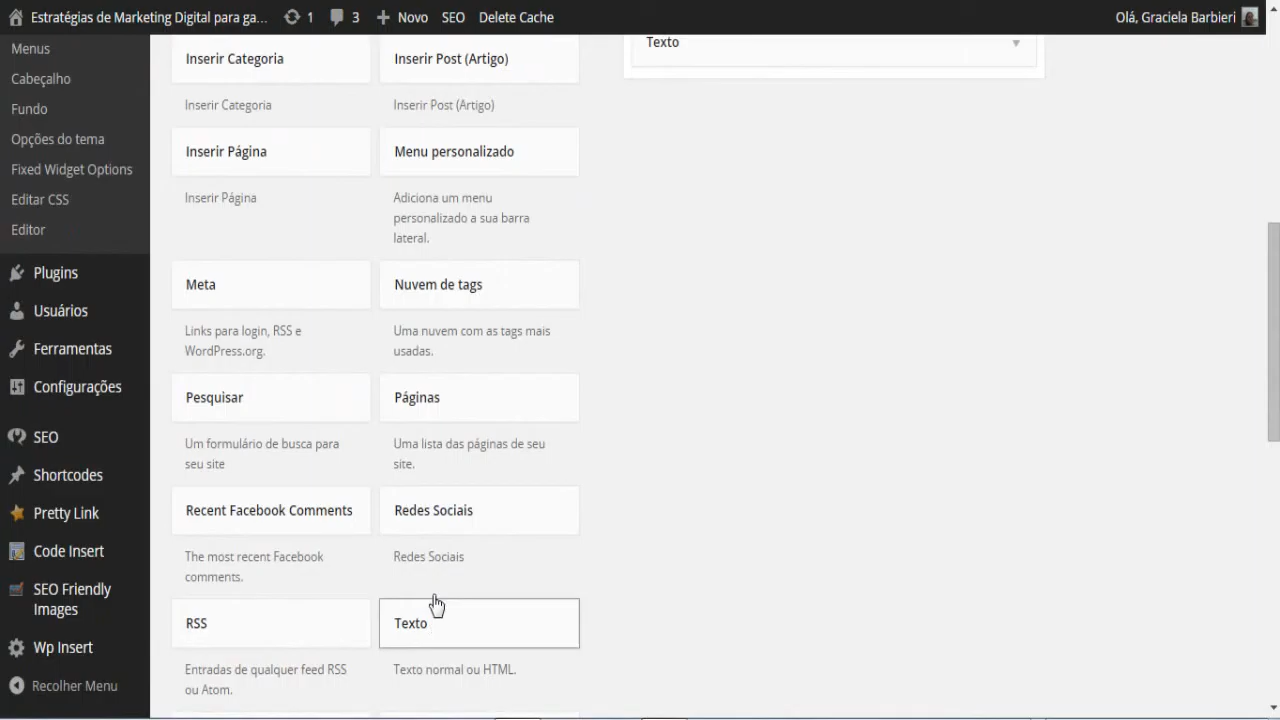 Estratégias de Marketing Digital para ga... 1 3 Novo SEO Delete Cache Olá, Graciela Barbieri
Menus
Cabeçalho
Fundo
Opções do tema
Fixed Widget Options
Editar CSS
Editor
Plugins
Usuários
Ferramentas
Configurações
SEO
Shortcodes
Pretty Link
Code Insert
SEO Friendly
Images
Wp Insert
Recolher Menu
Inserir Categoria Inserir Post (Artigo)
Inserir Categoria Inserir Post (Artigo)
Inserir Página Menu personalizado
Inserir Página Adiciona um menu
personalizado a sua barra
lateral.
Meta Nuvem de tags
Links para login, RSS e Uma nuvem com as tags mais
WordPress.org. usadas.
Pesquisar Páginas
Um formulário de busca para Uma lista das páginas de seu
seu site site.
Recent Facebook Comments Redes Sociais
The most recent Facebook Redes Sociais
comments.
RSS Texto
Entradas de qualquer feed RSS Texto normal ou HTML.
ou Atom.
Texto